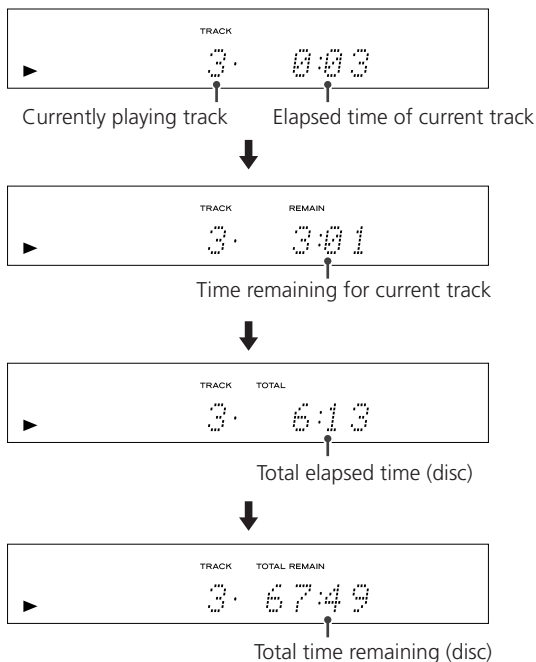 TRACK
3. 0:03
Currently playing track Elapsed time of current track
TRACK REMAIN
3. 3:01
Time remaining for current track
TRACK TOTAL
3. 6:13
Total elapsed time (disc)
TRACK TOTAL REMAIN
3. 67:49
Total time remaining (disc)